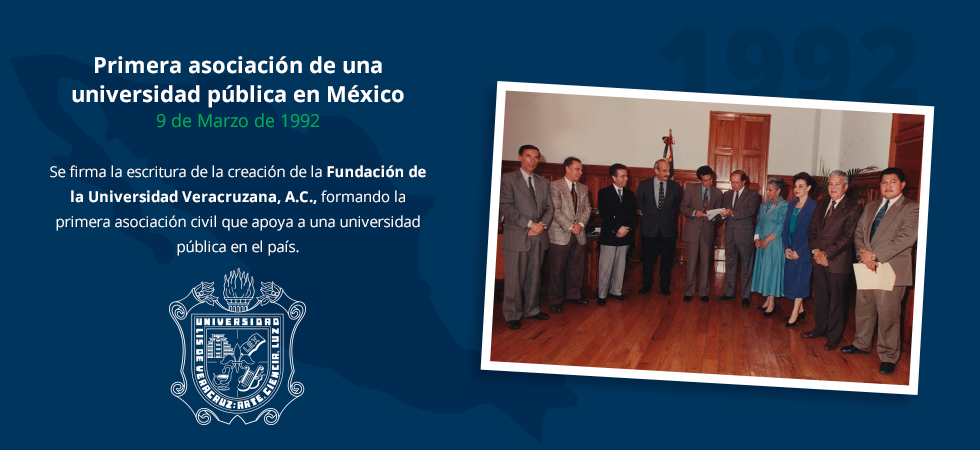 1992
Primera asociación de una
universidad pública en México
9 de Marzo de 1992
Se firma la escritura de la creación de la Fundación de
la Universidad Veracruzana, A.C., formando la
primera asociación civil que apoya a una universidad
pública en el país.
UNIVERSIDAD
LIS DE VERACRUZ: ARTE, CIENCIA, LUZ
LEX